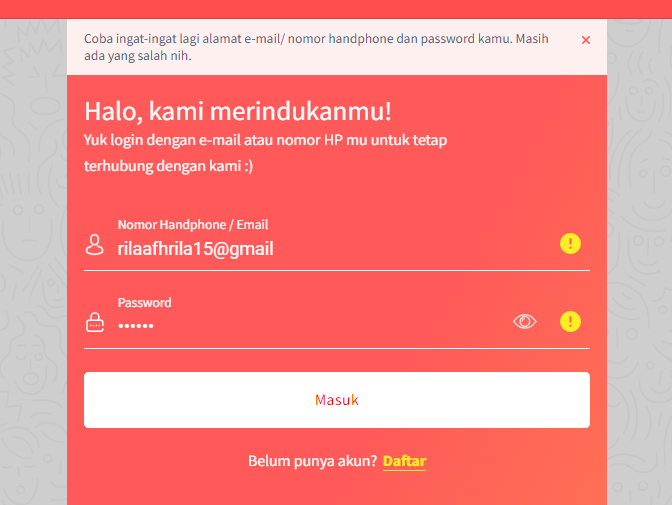 Coba ingat-ingat lagi alamat e-mail/ nomor handphone dan password kamu. Masih
ada yang salah nih.
Halo, kami merindukanmu!
Yuk login dengan e-mail atau nomor HP mu untuk tetap
terhubung dengan kami :)
Nomor Handphone / Email
rilaafhrila15@gmail
Password
••••••
Masuk
Belum punya akun? Daftar